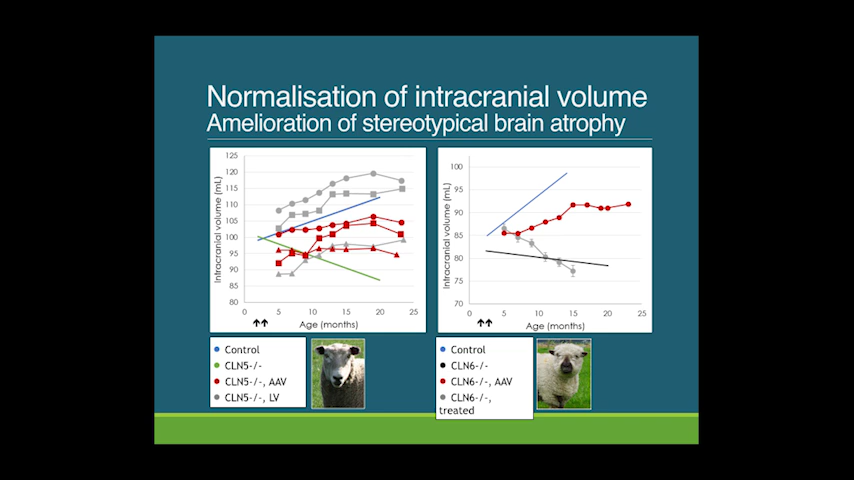 Normalisation of intracranial volume
Amelioration of stereotypical brain atrophy
125
120
115
110
105
100
95
90
85
80
Intracranial volume (mL)
0
5
10
15
20
25
Age (months)
100
95
90
85
80
75
70
Intracranial volume (mL)
0
5
10
15
20
25
Age (months)
Control
CLN5-/-
CLN5-/-, AAV
CLN5-/-, LV
Control
CLN6-/-
CLN6-/-, AAV
CLN6-/-,
treated